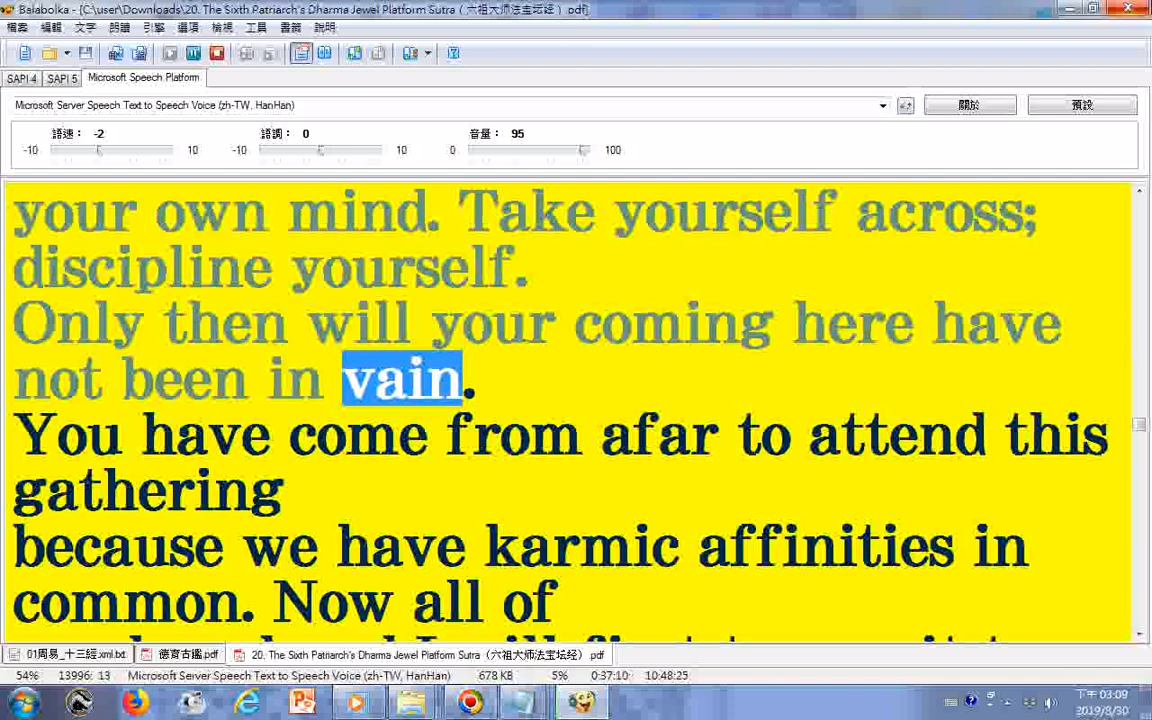 Balabolka - [C:\user\Downloads\20. The Sixth Patriarch's Dharma Jewel Platform Sutra（六祖大师法宝坛经）.pdf]
檔案 編輯 文字 朗讀 引擎 選項 檢視 工具 書籤 說明
SAPI 4 SAPI 5 Microsoft Speech Platform
Microsoft Server Speech Text to Speech Voice (zh-TW, HanHan) 關於 預設
語速： -2 語調： 0 音量： 95
-10 10 -10 10 0 100
your own mind. Take yourself across;
discipline yourself.
Only then will your coming here have
not been in vain.
You have come from afar to attend this
gathering
because we have karmic affinities in
common. Now all of
01周易_十三經.xml.txt 德育古鑑.pdf 20. The Sixth Patriarch's Dharma Jewel Platform Sutra（六祖大师法宝坛经）.pdf
54% 13996: 13 Microsoft Server Speech Text to Speech Voice (zh-TW, HanHan) 678 KB 5% 0:37:10 10:48:25
下午 03:09
2019/8/30